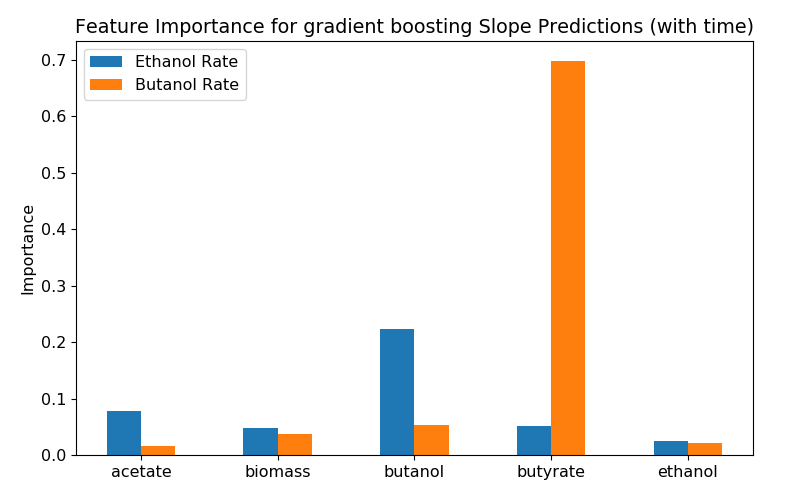 Feature Importance for gradient boosting Slope Predictions (with time)
Ethanol Rate
Butanol Rate
Importance
0.7
0.6
0.5
0.4
0.3
0.2
0.1
0.0
acetate biomass butanol butyrate ethanol